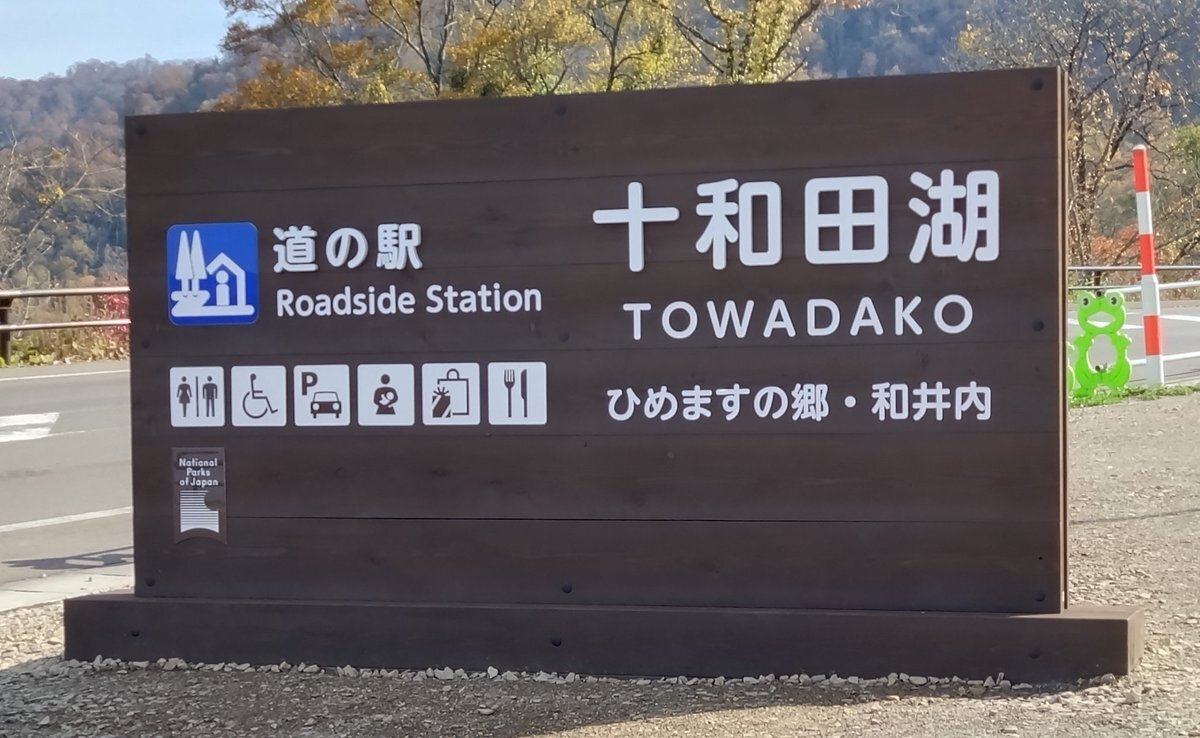 道の駅
Roadside Station
十和田湖
TOWADAKO
ひめますの郷・和井内
P
National
Parks
of Japan